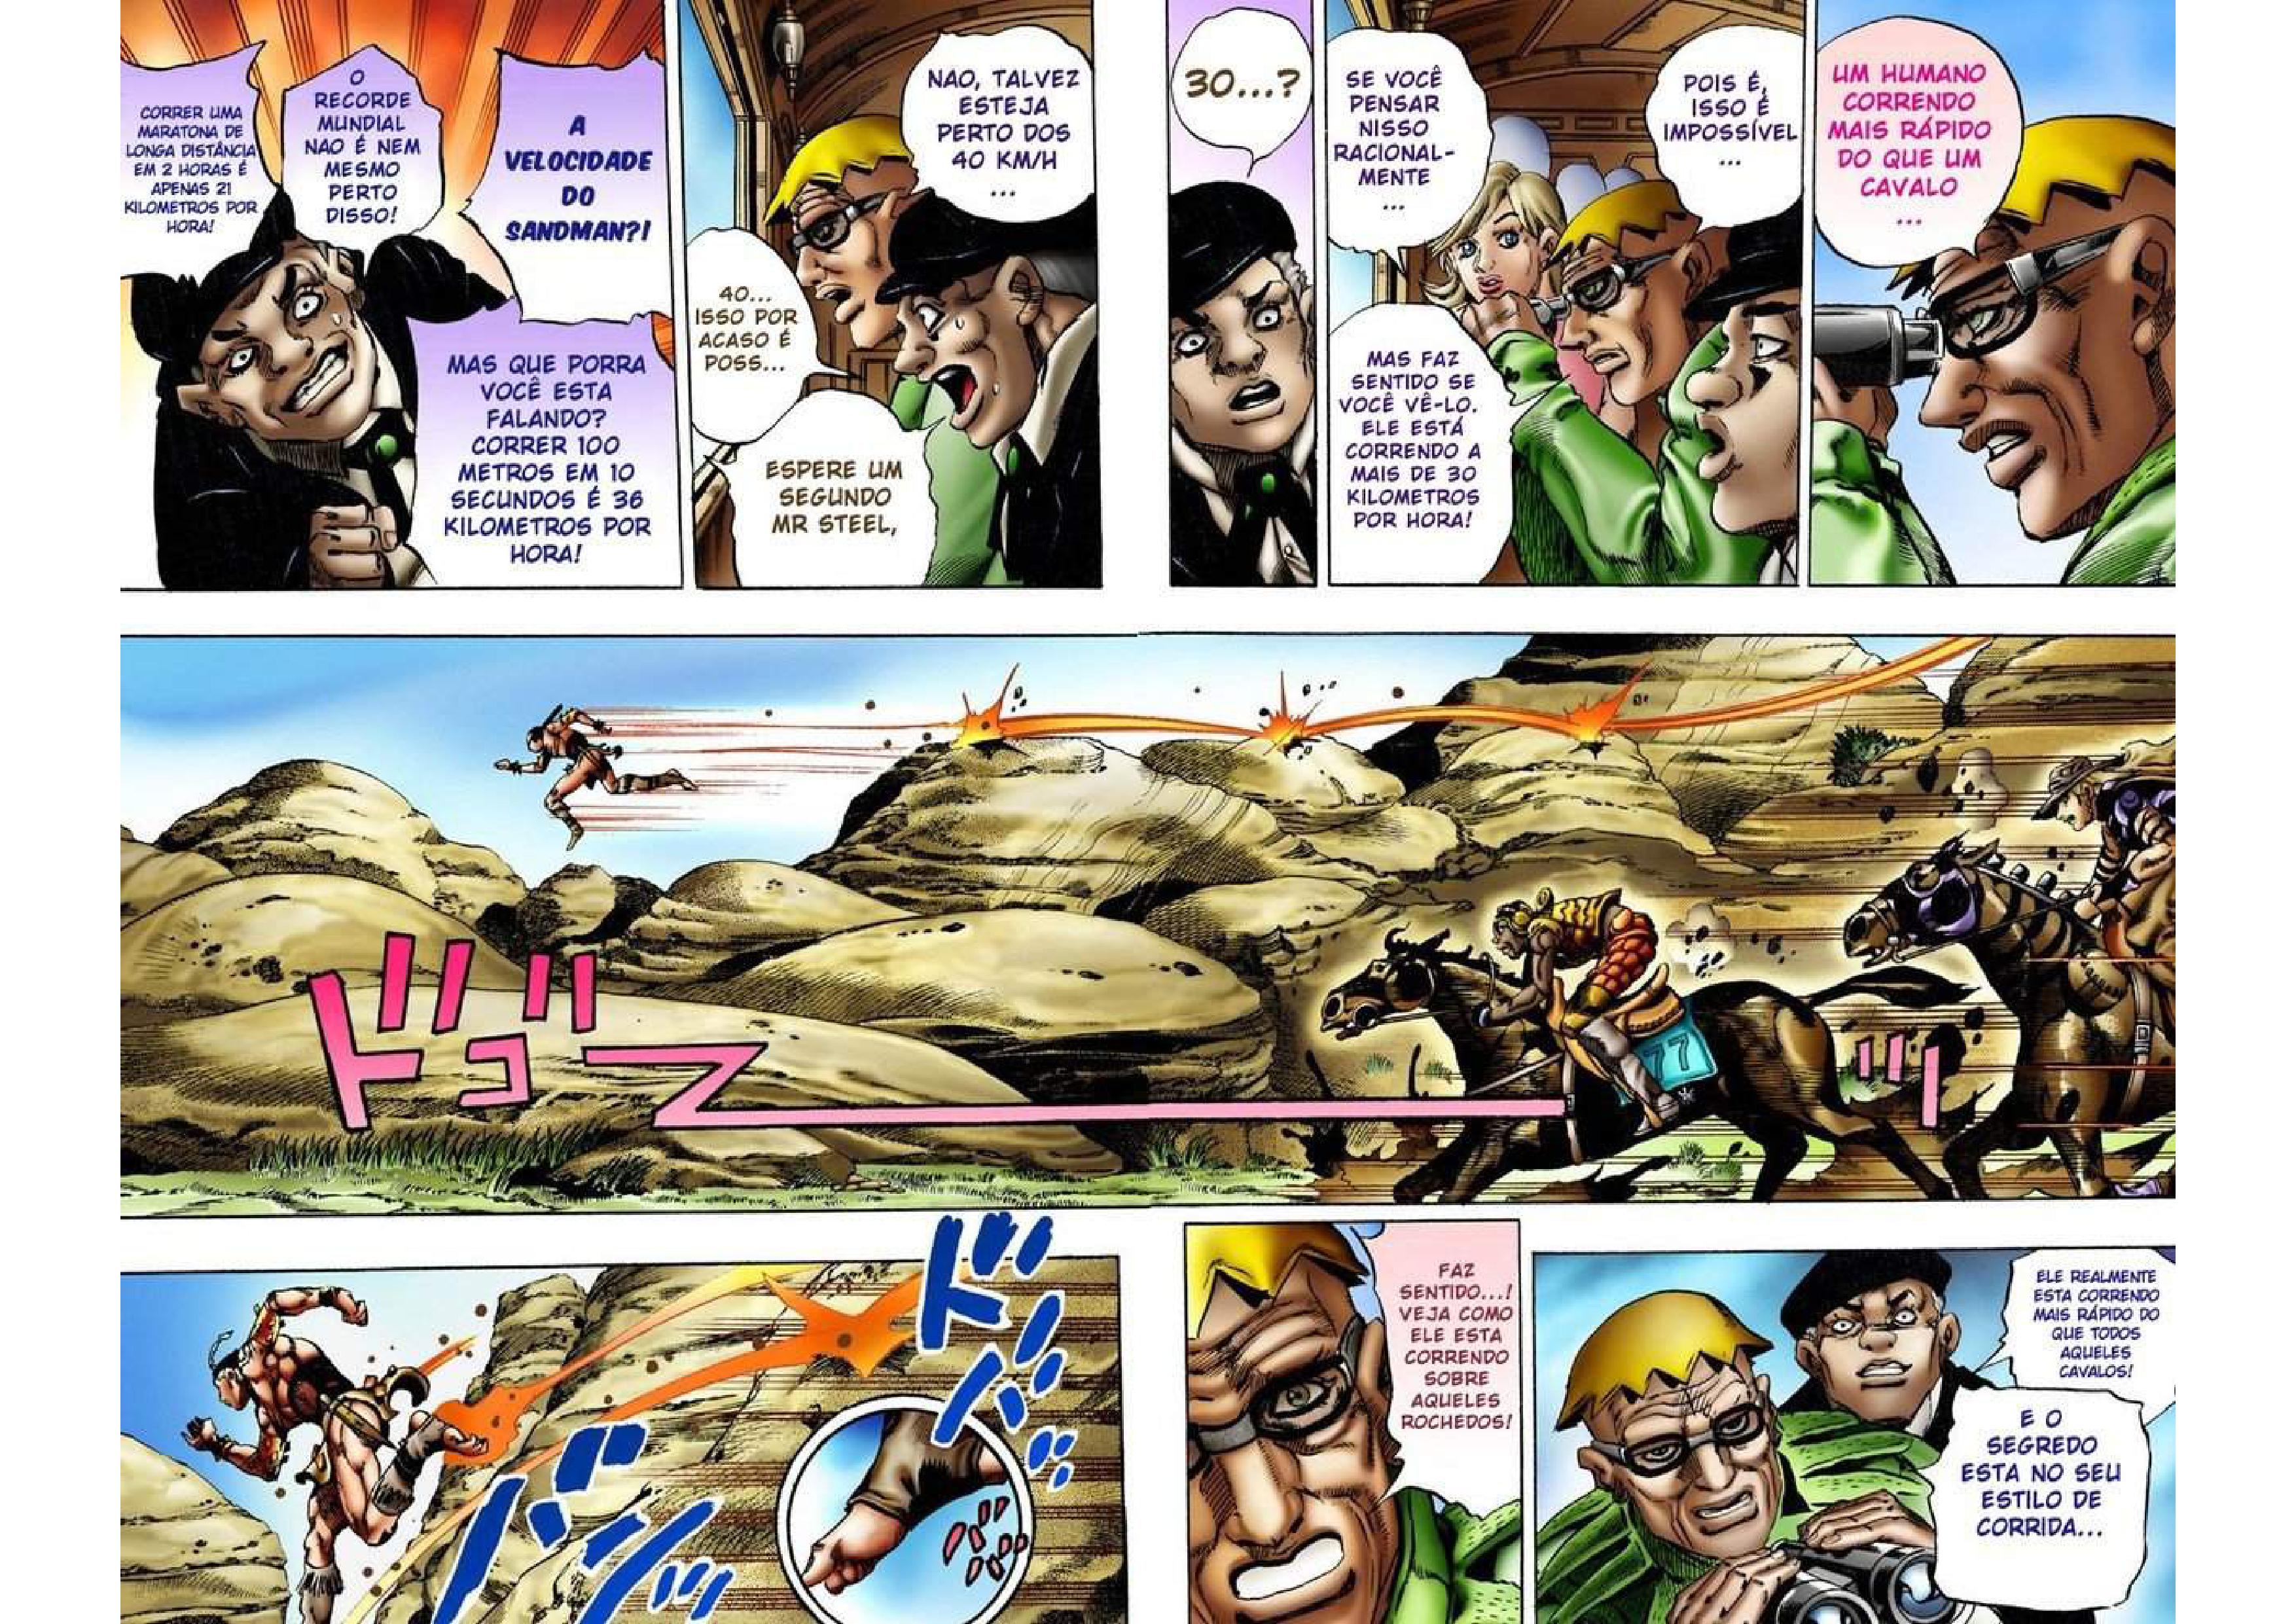 UM HUMANO
CORRENDO
MAIS RÁPIDO
DO QUE UM
CAVALO
...
POIS É,
ISSO É
IMPOSSÍVEL
...
SE VOCÊ
PENSAR
NISSO
RACIONAL-
MENTE
...
MAS FAZ
SENTIDO SE
VOCÊ VÊ-LO.
ELE ESTÁ
CORRENDO A
MAIS DE 30
KILOMETROS
POR HORA!
30...?
NAO, TALVEZ
ESTEJA
PERTO DOS
40 KM/H
...
40...
ISSO POR
ACASO É
POSS...
ESPERE UM
SEGUNDO
MR STEEL,
A
VELOCIDADE
DO
SANDMAN?!
MAS QUE PORRA
VOCÊ ESTA
FALANDO?
CORRER 100
METROS EM 10
SECUNDOS É 36
KILOMETROS POR
HORA!
O
RECORDE
MUNDIAL
NAO É NEM
MESMO
PERTO
DISSO!
CORRER UMA
MARATONA DE
LONGA DISTÂNCIA
EM 2 HORAS É
APENAS 21
KILOMETROS POR
HORA!
ドゴーッ
77
ELE REALMENTE
ESTA CORRENDO
MAIS RÁPIDO DO
QUE TODOS
AQUELES
CAVALOS!
E O
SEGREDO
ESTA NO SEU
ESTILO DE
CORRIDA...
FAZ
SENTIDO...!
VEJA COMO
ELE ESTA
CORRENDO
SOBRE
AQUELES
ROCHEDOS!
ドバッ
バッ